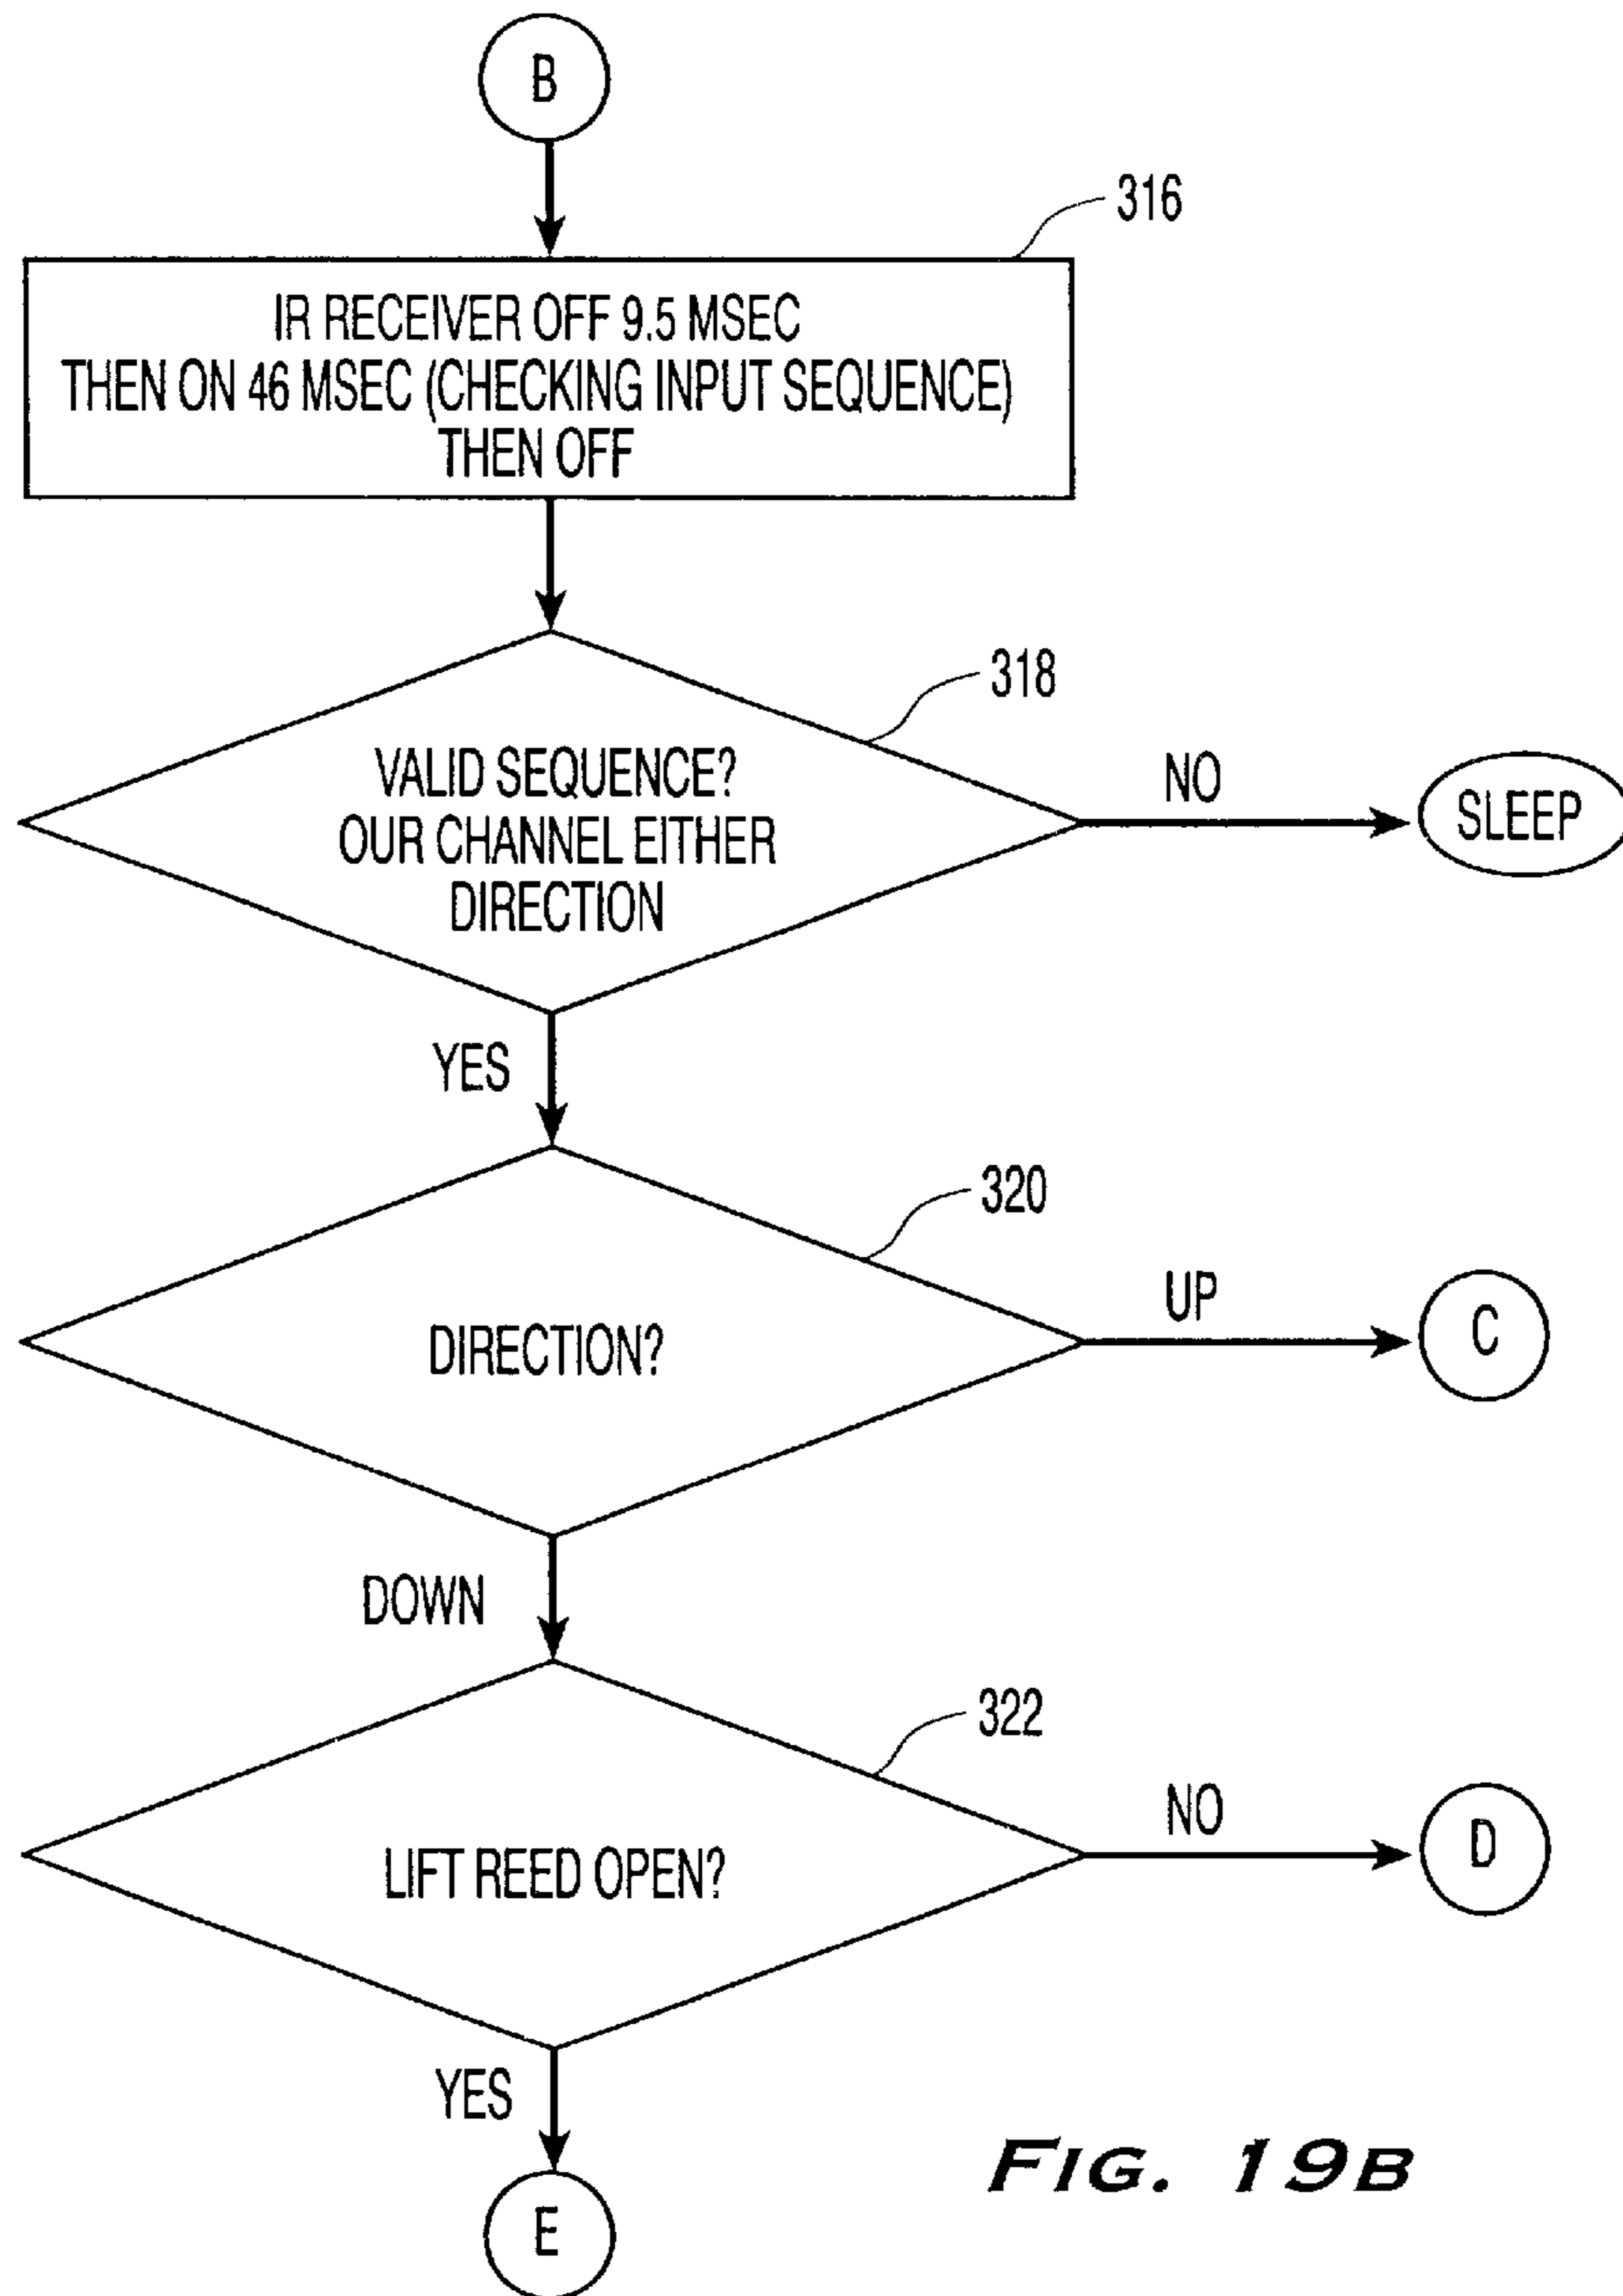 B
316
IR RECEIVER OFF 9.5 MSEC
THEN ON 46 MSEC (CHECKING INPUT SEQUENCE)
THEN OFF
318
VALID SEQUENCE?
OUR CHANNEL EITHER
DIRECTION
NO
SLEEP
YES
320
DIRECTION?
UP
C
DOWN
322
LIFT REED OPEN?
NO
D
YES
E
FIG. 19B